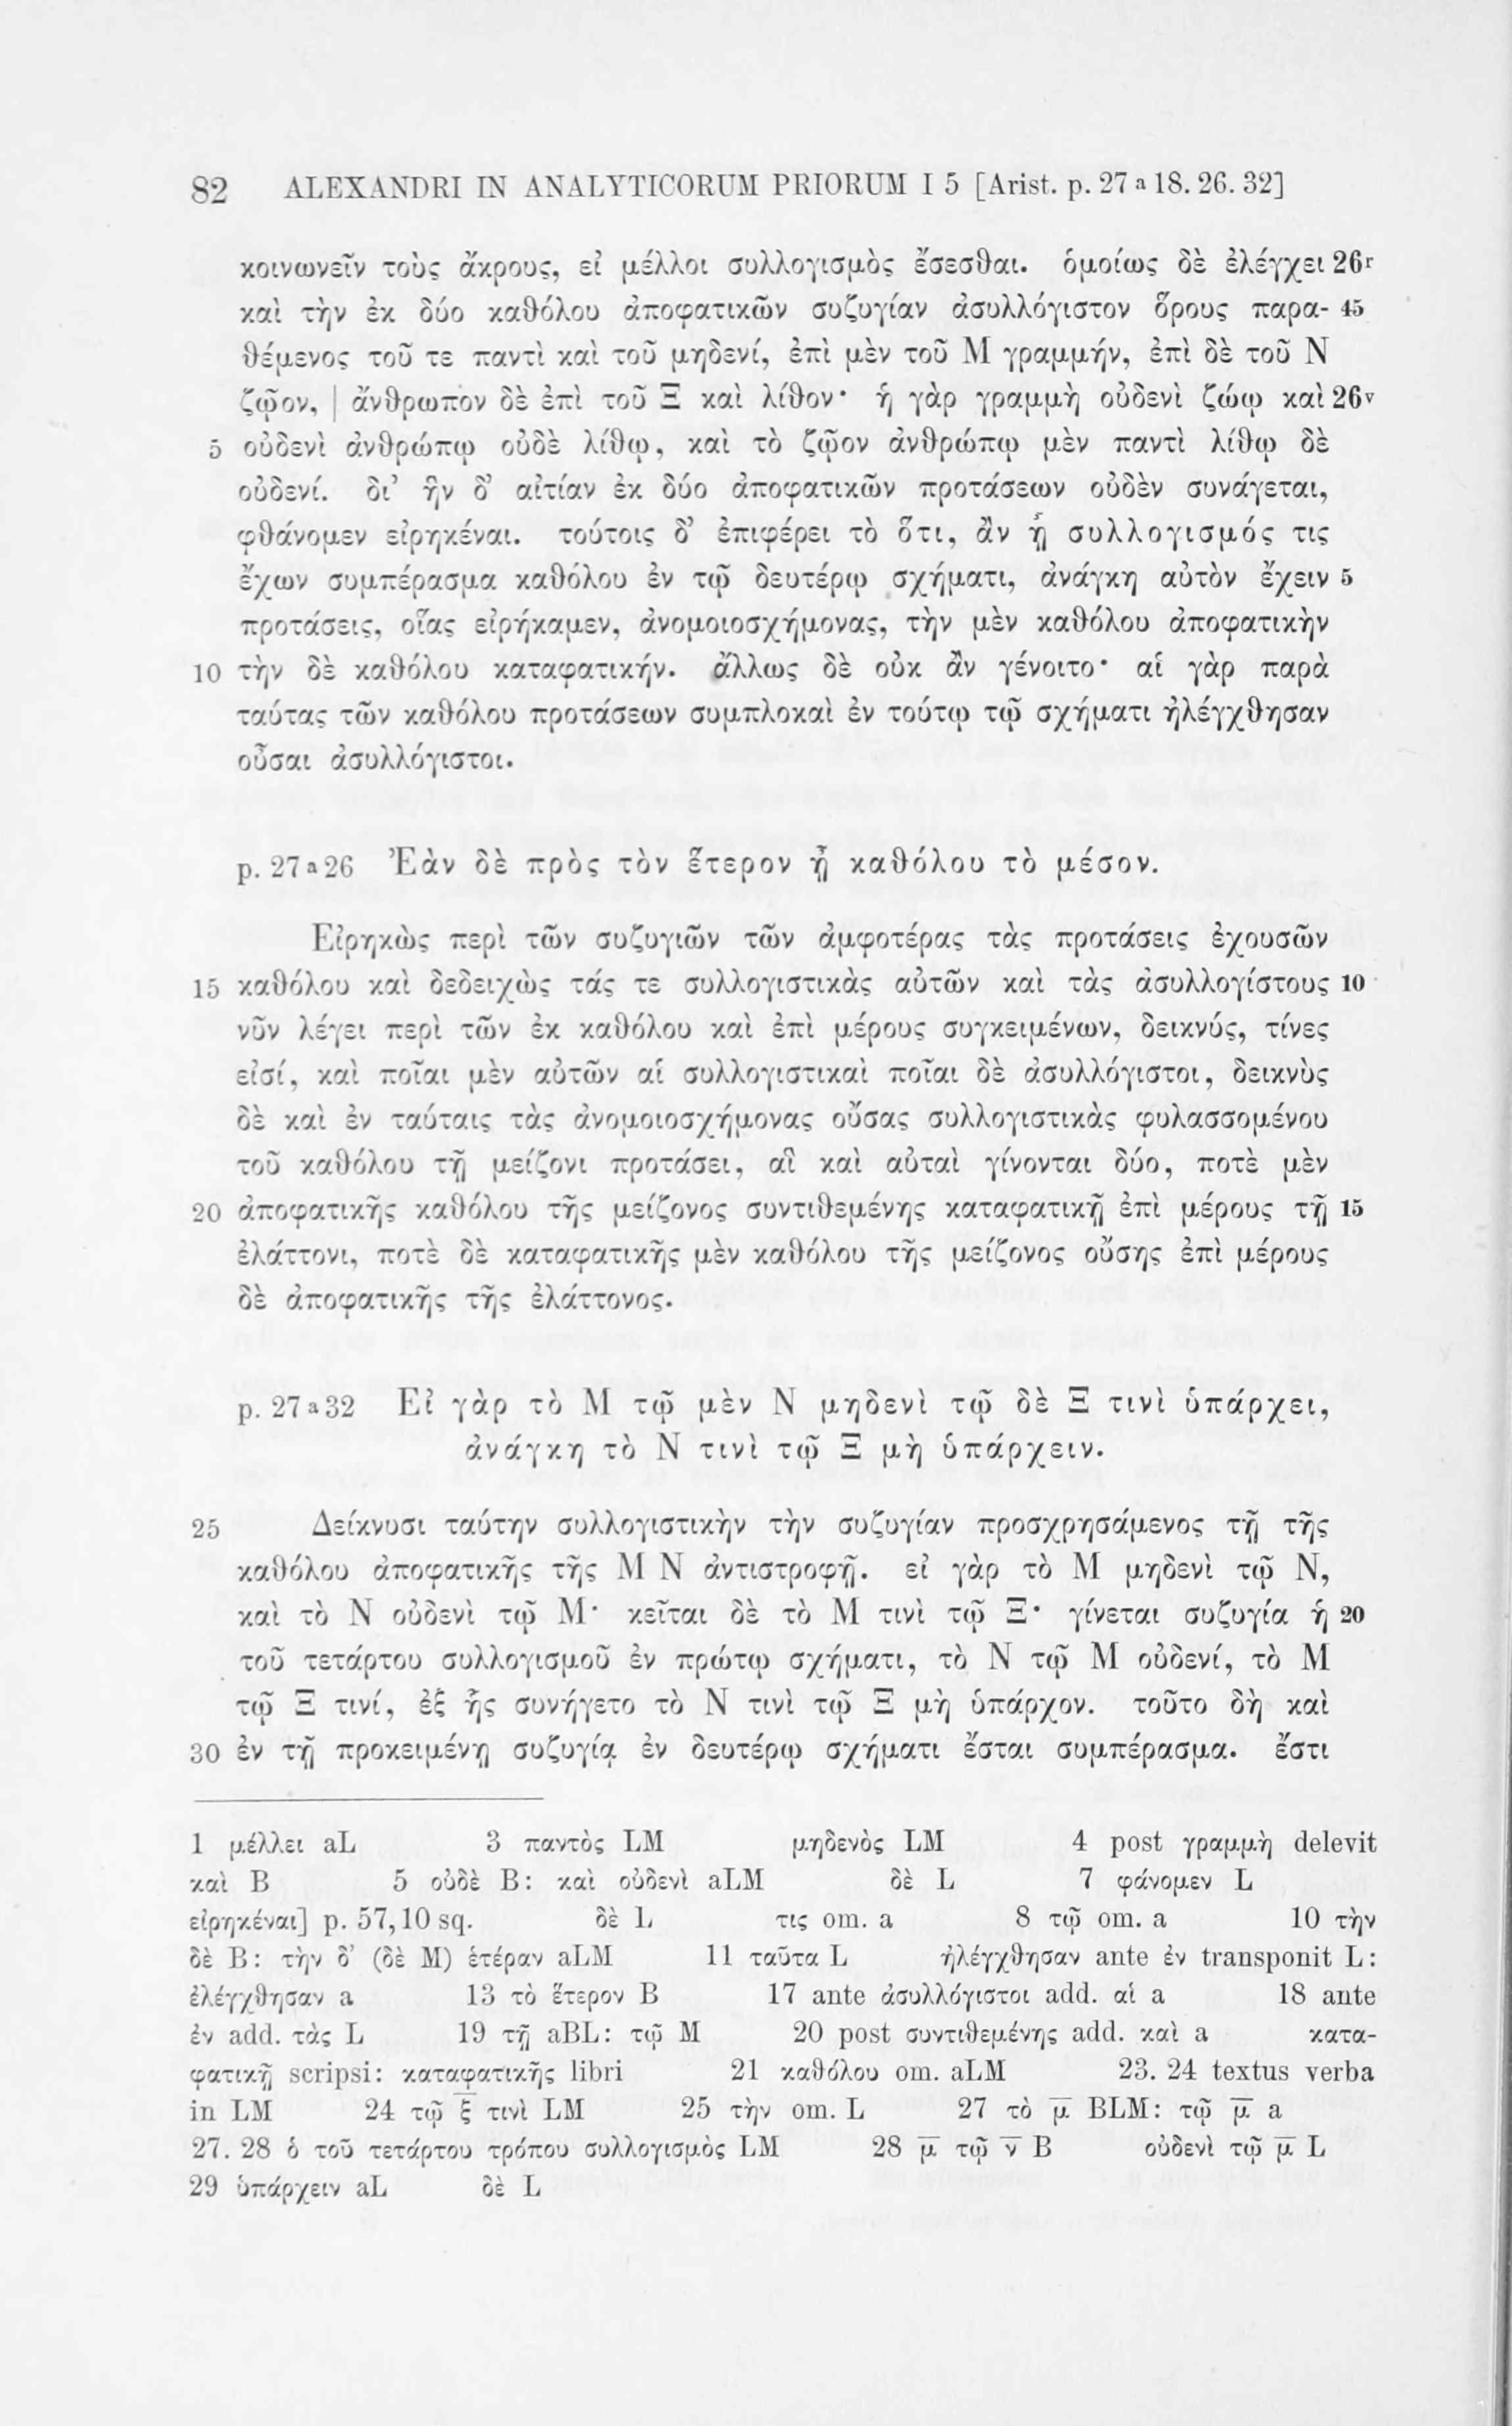 82 ALEXANDRI IN ANALYTICORUM PRIORUM I 5 [Arist. p. 27 a 18. 26. 32]
κοινωνεῖν τοὺς ἄκρους, εἰ μέλλοι συλλογισμὸς ἔσεσθαι. ὁμοίως δὲ ἐλέγχει 26r
καὶ τὴν ἐκ δύο καθόλου ἀποφατικῶν συζυγίαν ἀσυλλόγιστον ὅρους παρα- 45
θέμενος τοῦ τε παντὶ καὶ τοῦ μηδενί, ἐπὶ μὲν τοῦ Μ γραμμήν, ἐπὶ δὲ τοῦ Ν
ζῷον, | ἄνθρωπον δὲ ἐπὶ τοῦ Ξ καὶ λίθον· ἡ γὰρ γραμμὴ οὐδενὶ ζώῳ καὶ 26v
5 οὐδενὶ ἀνθρώπῳ οὐδὲ λίθῳ, καὶ τὸ ζῷον ἀνθρώπῳ μὲν παντὶ λίθῳ δὲ
οὐδενί. δι’ ἣν δ’ αἰτίαν ἐκ δύο ἀποφατικῶν προτάσεων οὐδὲν συνάγεται,
φθάνομεν εἰρηκέναι. τούτοις δ’ ἐπιφέρει τὸ ὅτι, ἂν ᾖ συλλογισμός τις
ἔχων συμπέρασμα καθόλου ἐν τῷ δευτέρῳ σχήματι, ἀνάγκη αὐτὸν ἔχειν 5
προτάσεις, οἵας εἰρήκαμεν, ἀνομοιοσχήμονας, τὴν μὲν καθόλου ἀποφατικὴν
10 τὴν δὲ καθόλου καταφατικήν. ἄλλως δὲ οὐκ ἂν γένοιτο· αἱ γὰρ παρὰ
ταύτας τῶν καθόλου προτάσεων συμπλοκαὶ ἐν τούτῳ τῷ σχήματι ἠλέγχθησαν
οὖσαι ἀσυλλόγιστοι.
p. 27 a 26 Ἐὰν δὲ πρὸς τὸν ἕτερον ᾖ καθόλου τὸ μέσον.
Εἰρηκὼς περὶ τῶν συζυγιῶν τῶν ἀμφοτέρας τὰς προτάσεις ἐχουσῶν
15 καθόλου καὶ δεδειχὼς τάς τε συλλογιστικὰς αὐτῶν καὶ τὰς ἀσυλλογίστους 10
νῦν λέγει περὶ τῶν ἐκ καθόλου καὶ ἐπὶ μέρους συγκειμένων, δεικνύς, τίνες
εἰσί, καὶ ποῖαι μὲν αὐτῶν αἱ συλλογιστικαὶ ποῖαι δὲ ἀσυλλόγιστοι, δεικνὺς
δὲ καὶ ἐν ταύταις τὰς ἀνομοιοσχήμονας οὔσας συλλογιστικὰς φυλασσομένου
τοῦ καθόλου τῇ μείζονι προτάσει, αἳ καὶ αὐταὶ γίνονται δύο, ποτὲ μὲν
20 ἀποφατικῆς καθόλου τῆς μείζονος συντιθεμένης καταφατικῇ ἐπὶ μέρους τῇ 15
ἐλάττονι, ποτὲ δὲ καταφατικῆς μὲν καθόλου τῆς μείζονος οὔσης ἐπὶ μέρους
δὲ ἀποφατικῆς τῆς ἐλάττονος.
p. 27 a 32 Εἰ γὰρ τὸ Μ τῷ μὲν Ν μηδενὶ τῷ δὲ Ξ τινὶ ὑπάρχει,
ἀνάγκη τὸ Ν τινὶ τῷ Ξ μὴ ὑπάρχειν.
25 Δείκνυσι ταύτην συλλογιστικὴν τὴν συζυγίαν προσχρησάμενος τῇ τῆς
καθόλου ἀποφατικῆς τῆς Μ Ν ἀντιστροφῇ. εἰ γὰρ τὸ Μ μηδενὶ τῷ Ν,
καὶ τὸ Ν οὐδενὶ τῷ Μ· κεῖται δὲ τὸ Μ τινὶ τῷ Ξ· γίνεται συζυγία ἡ 20
τοῦ τετάρτου συλλογισμοῦ ἐν πρώτῳ σχήματι, τὸ Ν τῷ Μ οὐδενί, τὸ Μ
τῷ Ξ τινί, ἐξ ἧς συνήγετο τὸ Ν τινὶ τῷ Ξ μὴ ὑπάρχον. τοῦτο δὴ καὶ
30 ἐν τῇ προκειμένῃ συζυγίᾳ ἐν δευτέρῳ σχήματι ἔσται συμπέρασμα. ἔστι
1 μέλλει aL 3 παντὸς LM μηδενὸς LM 4 post γραμμὴ delevit
καὶ B 5 οὐδὲ B: καὶ οὐδενὶ aLM δὲ L 7 φάνομεν L
εἰρηκέναι] p. 57,10 sq. δὲ L τις om. a 8 τῷ om. a 10 τὴν
δὲ B: τὴν δ’ (δὲ M) ἑτέραν aLM 11 ταῦτα L ἠλέγχθησαν ante ἐν transponit L:
ἐλέγχθησαν a 13 τὸ ἕτερον B 17 ante ἀσυλλόγιστοι add. αἱ a 18 ante
ἐν add. τὰς L 19 τῇ aBL: τῷ M 20 post συντιθεμένης add. καὶ a κατα-
φατικῇ scripsi: καταφατικῆς libri 21 καθόλου om. aLM 23. 24 textus verba
in LM 24 τῷ ξ̅ τινὶ LM 25 τὴν om. L 27 τὸ μ̅ BLM: τῷ μ̅ a
27. 28 ὁ τοῦ τετάρτου τρόπου συλλογισμὸς LM 28 μ̅ τῷ ν̅ B οὐδενὶ τῷ μ̅ L
29 ὑπάρχειν aL δὲ L